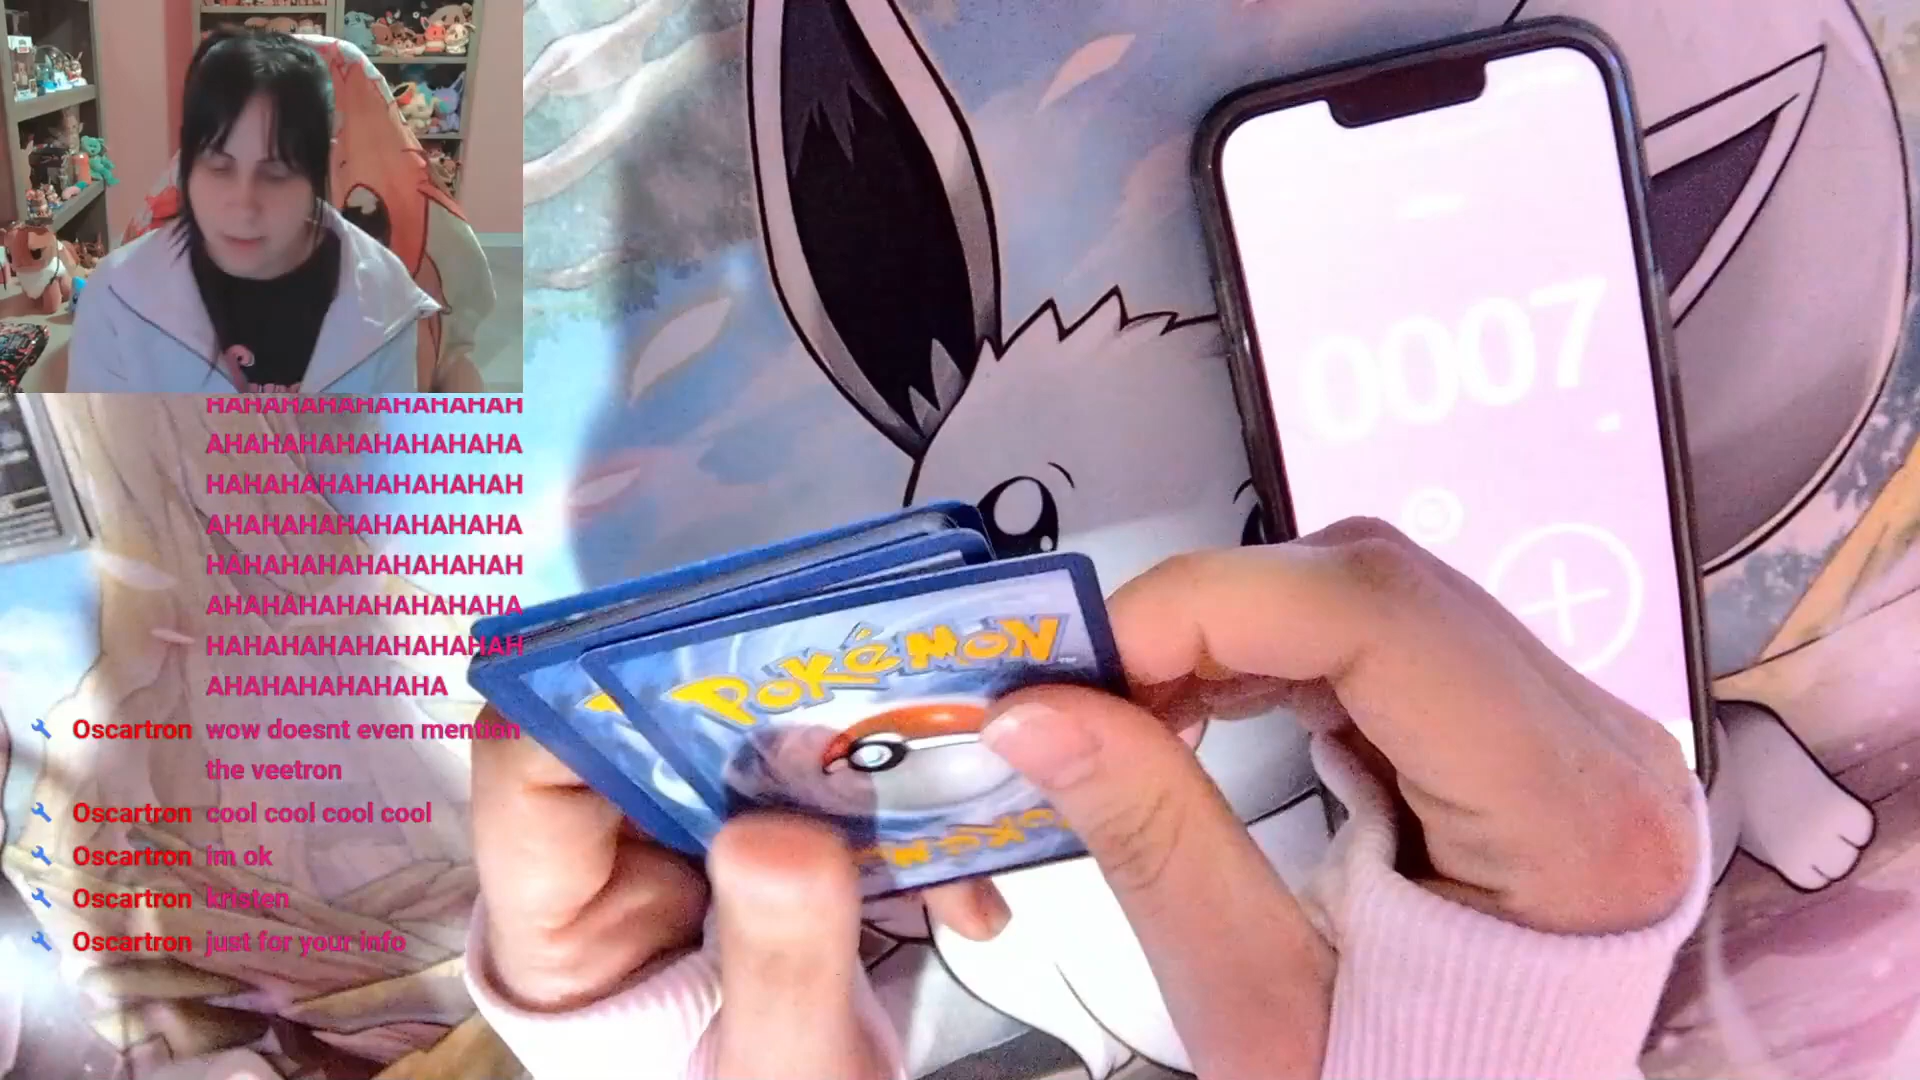 HAHAHAHAHAHAHAHAH
AHAHAHAHAHAHAHAHA
HAHAHAHAHAHAHAHAH
AHAHAHAHAHAHAHAHA
HAHAHAHAHAHAHAHAH
AHAHAHAHAHAHAHAHA
HAHAHAHAHAHAHAHAH
AHAHAHAHAHAHA
Oscartron wow doesnt even mention
the veetron
Oscartron cool cool cool cool
Oscartron im ok
Oscartron kristen
Oscartron just for your info
0007
POKéMON